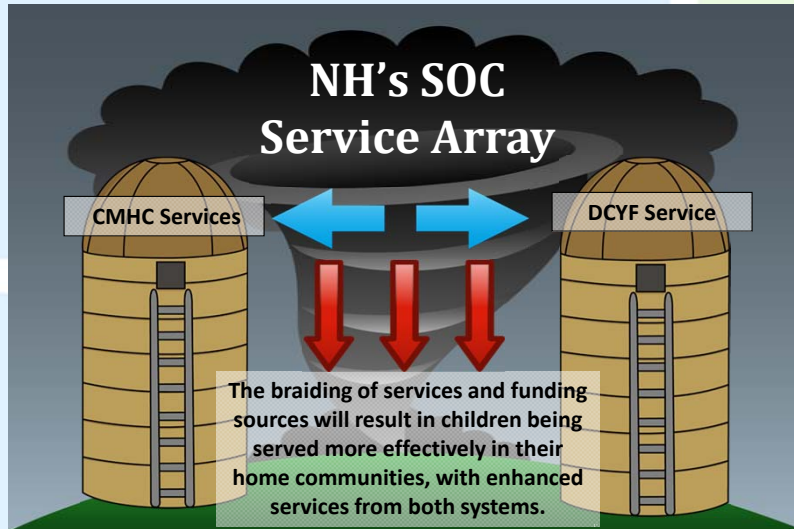 NH's SOC
Service Array
CMHC Services
DCYF Service
The braiding of services and funding
sources will result in children being
served more effectively in their
home communities, with enhanced
services from both systems.